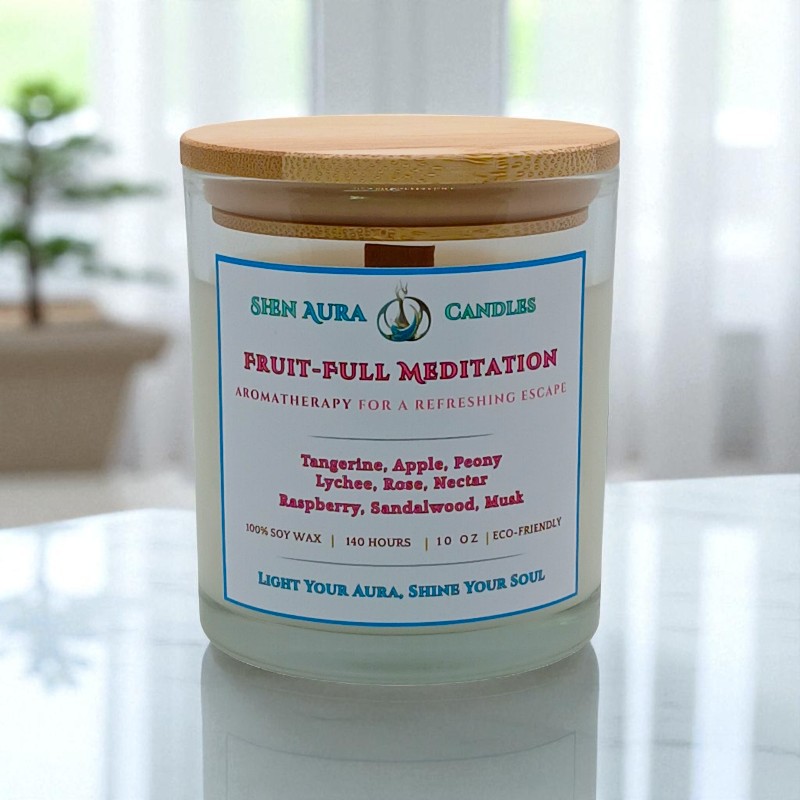 Shen Aura Candles
Fruit-Full Meditation
Aromatherapy for a Refreshing Escape
Tangerine, Apple, Peony
Lychee, Rose, Nectar
Raspberry, Sandalwood, Musk
100% Soy Wax | 140 Hours | 10 oz | Eco-Friendly
Light Your Aura, Shine Your Soul